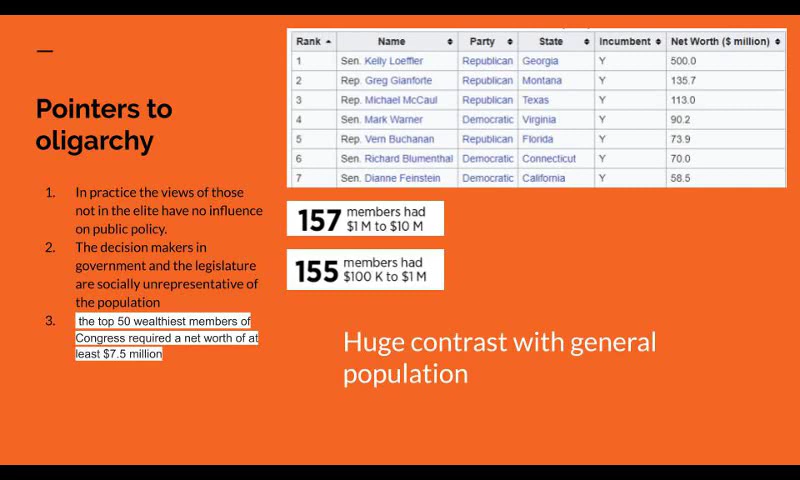 Pointers to
oligarchy
1. In practice the views of those
not in the elite have no influence
on public policy.
2. The decision makers in
government and the legislature
are socially unrepresentative of
the population
3. the top 50 wealthiest members of
Congress required a net worth of at
least $7.5 million
Rank Name Party State Incumbent Net Worth ($ million)
1 Sen. Kelly Loeffler Republican Georgia Y 500.0
2 Rep. Greg Gianforte Republican Montana Y 135.7
3 Rep. Michael McCaul Republican Texas Y 113.0
4 Sen. Mark Warner Democratic Virginia Y 90.2
5 Rep. Vern Buchanan Republican Florida Y 73.9
6 Sen. Richard Blumenthal Democratic Connecticut Y 70.0
7 Sen. Dianne Feinstein Democratic California Y 58.5
157 members had
$1 M to $10 M
155 members had
$100 K to $1 M
Huge contrast with general
population